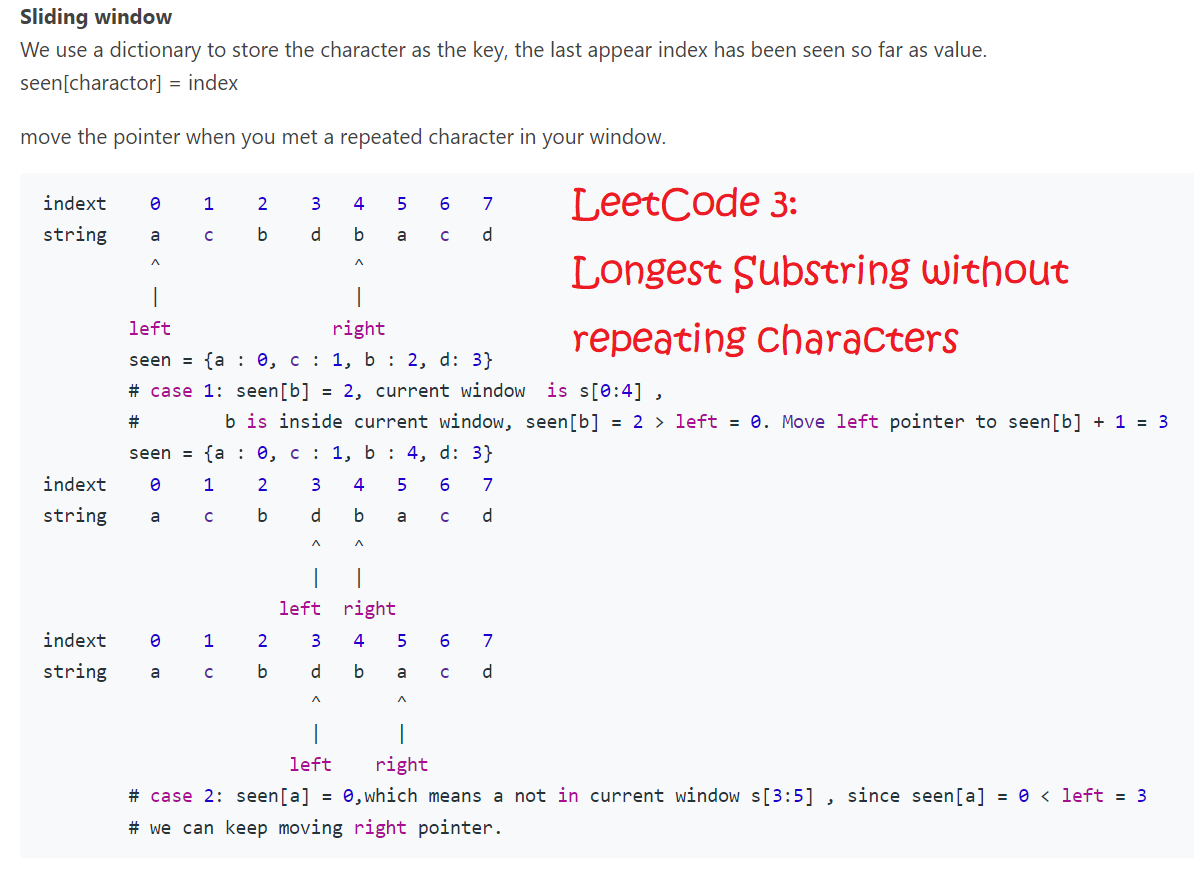 Sliding window
We use a dictionary to store the character as the key, the last appear index has been seen so far as value.
seen[charactor] = index
move the pointer when you met a repeated character in your window.
LeetCode 3:
Longest Substring without
repeating characters
indext 0 1 2 3 4 5 6 7
string a c b d b a c d
^ ^
| |
left right
seen = {a : 0, c : 1, b : 2, d: 3}
# case 1: seen[b] = 2, current window is s[0:4] ,
# b is inside current window, seen[b] = 2 > left = 0. Move left pointer to seen[b] + 1 = 3
seen = {a : 0, c : 1, b : 4, d: 3}
indext 0 1 2 3 4 5 6 7
string a c b d b a c d
^ ^
| |
left right
indext 0 1 2 3 4 5 6 7
string a c b d b a c d
^ ^
| |
left right
# case 2: seen[a] = 0,which means a not in current window s[3:5] , since seen[a] = 0 < left = 3
# we can keep moving right pointer.